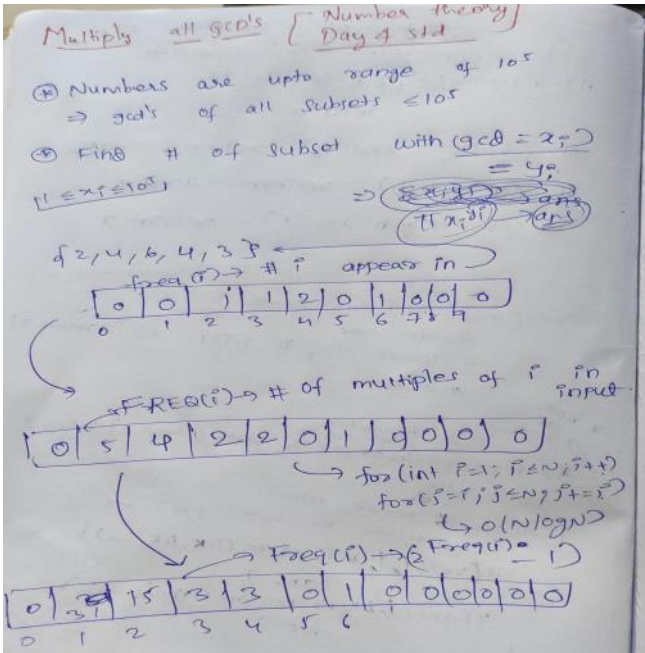 Multiply all gcd's [Number theory]
Day 4 std
⊛ Numbers are upto range of 10^5
⇒ gcd's of all subsets ≤ 10^5
⊛ Find # of subset with (gcd = x_i)
= y_i
[1 ≤ x_i ≤ 10^5]
⇒ π x_i^{y_i} → ans
{2, 4, 6, 4, 3}
freq(i) → # i appear in
0 0 1 1 2 0 1 0 0 0
0 1 2 3 4 5 6 7 8 9
FREQ(i) → # of multiples of i in input
0 5 4 2 2 0 1 0 0 0 0
→ for(int i=1; i≤N; i++)
for(j=i; j≤N; j+=i)
↳ O(N log N)
Freq(i) → (2^{Freq(i)} - 1)
0 31 15 3 3 0 1 0 0 0 0 0
0 1 2 3 4 5 6